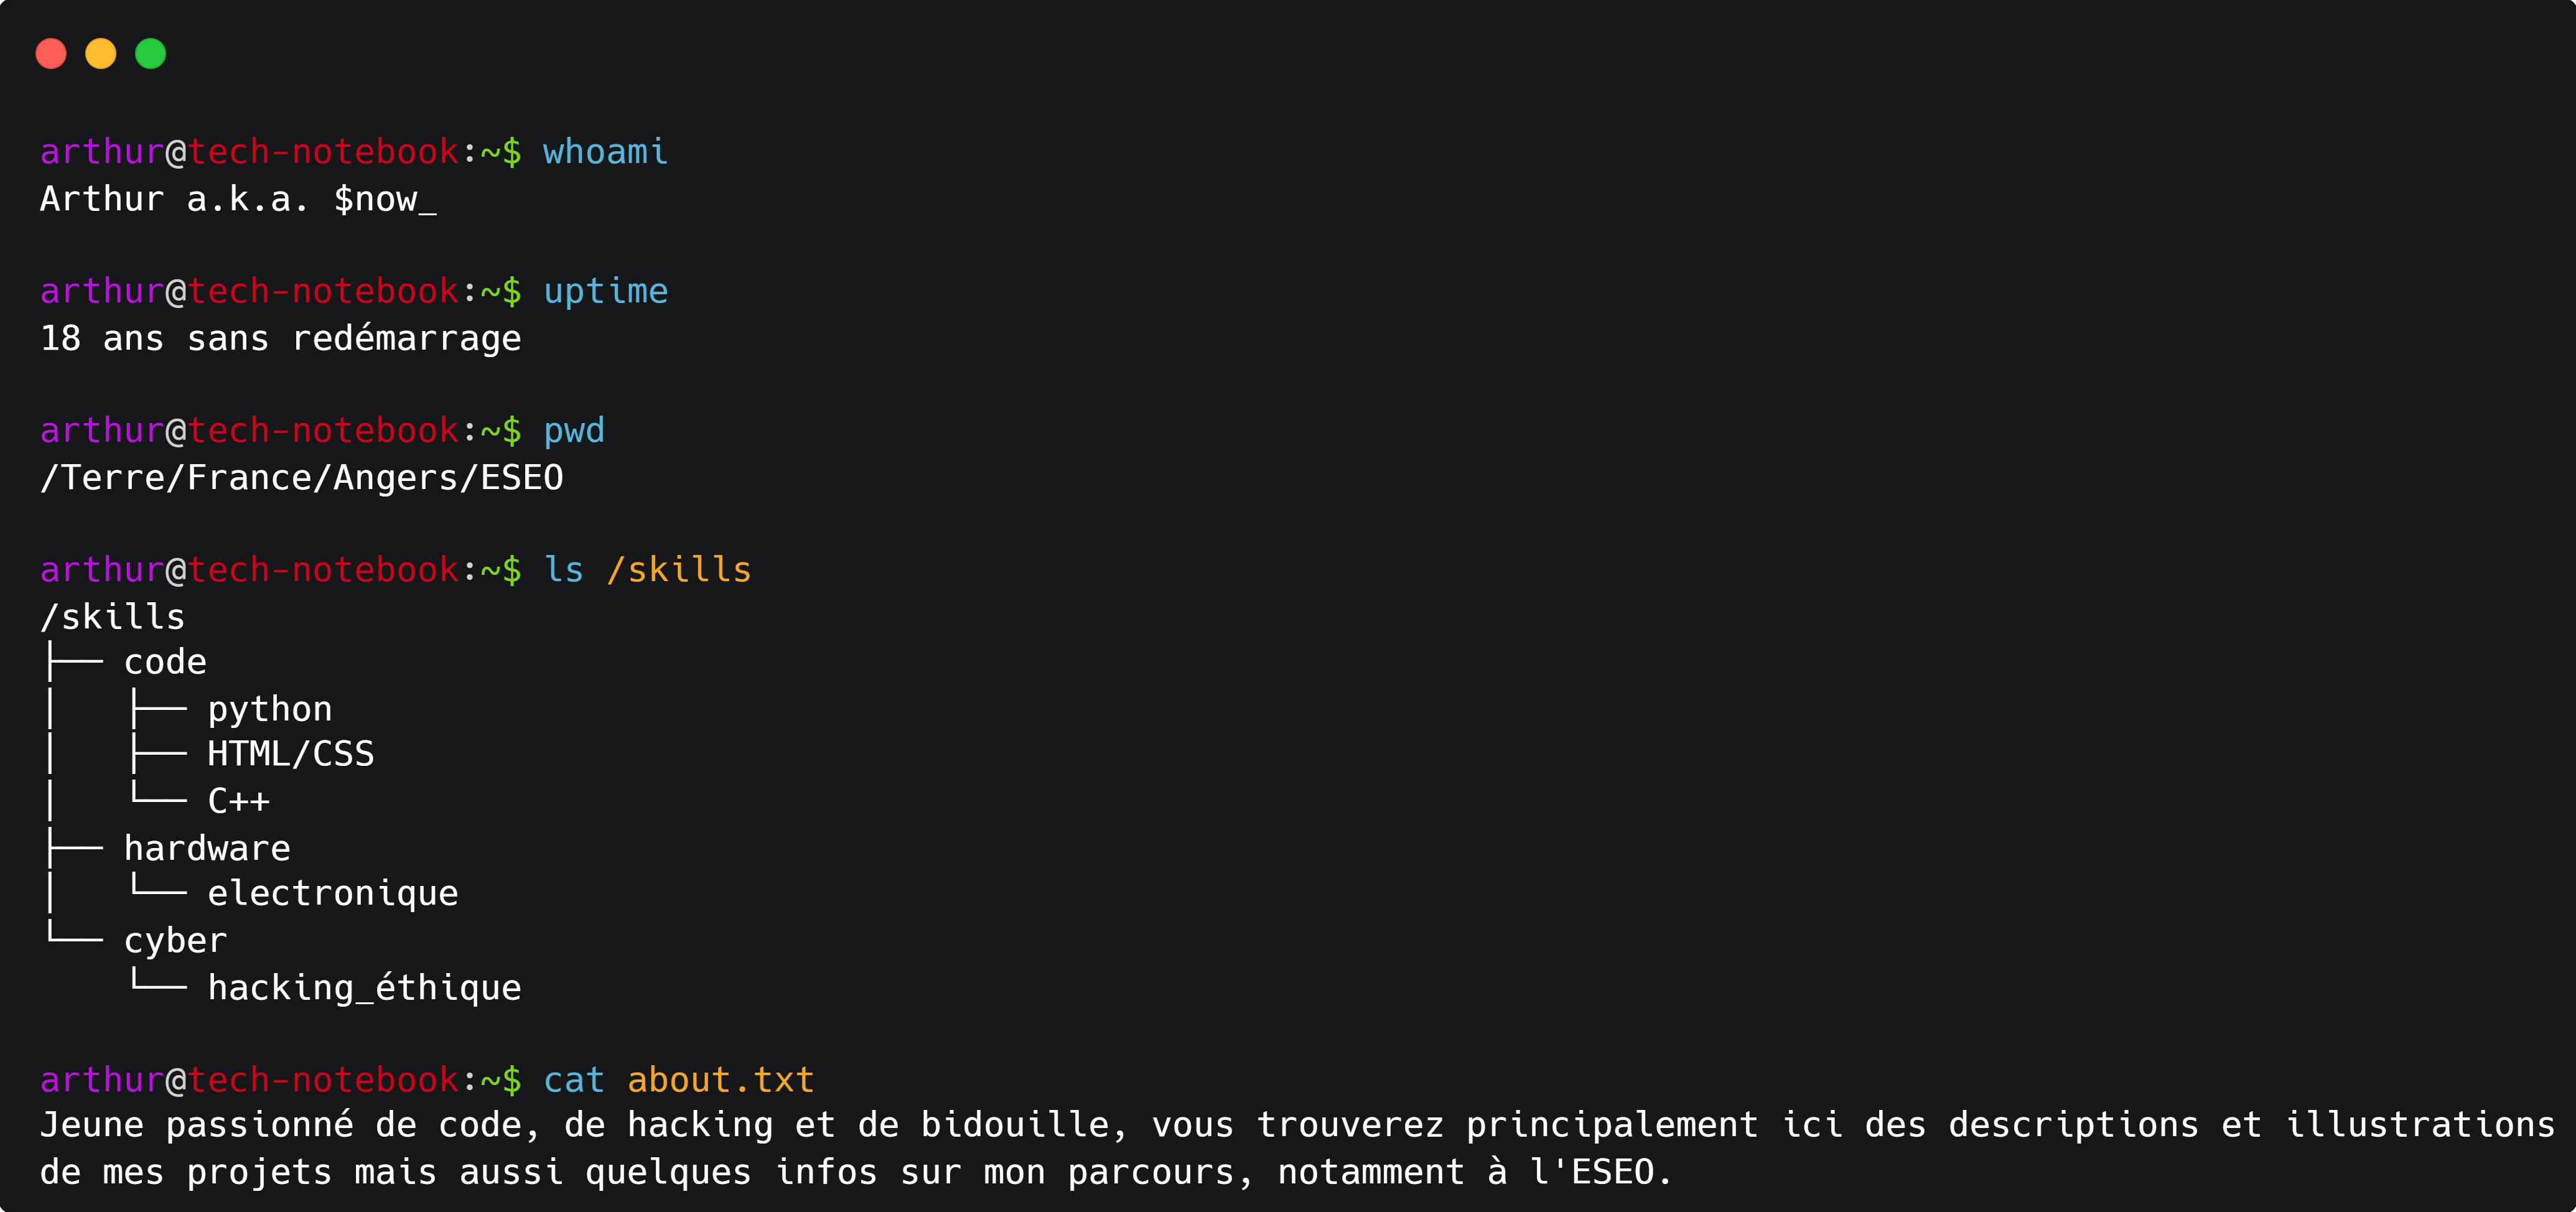 arthur@tech-notebook:~$ whoami
Arthur a.k.a. $now_
arthur@tech-notebook:~$ uptime
18 ans sans redémarrage
arthur@tech-notebook:~$ pwd
/Terre/France/Angers/ESEO
arthur@tech-notebook:~$ ls /skills
/skills
├── code
│   ├── python
│   ├── HTML/CSS
│   └── C++
├── hardware
│   └── electronique
└── cyber
    └── hacking_éthique
arthur@tech-notebook:~$ cat about.txt
Jeune passionné de code, de hacking et de bidouille, vous trouverez principalement ici des descriptions et illustrations
de mes projets mais aussi quelques infos sur mon parcours, notamment à l'ESEO.